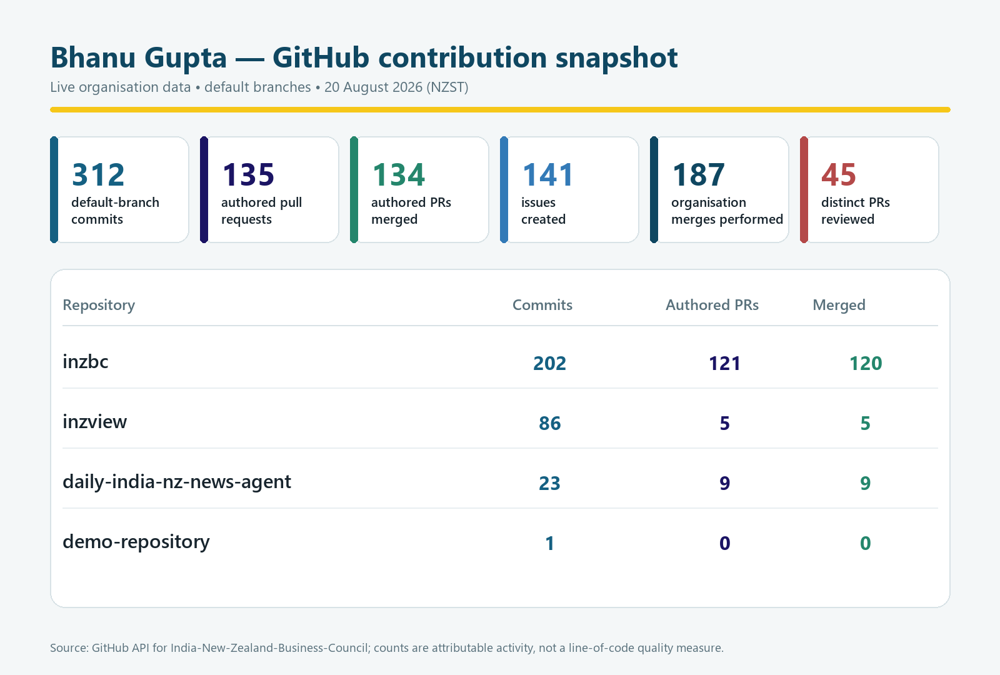 Bhanu Gupta — GitHub contribution snapshot
Live organisation data • default branches • 20 August 2026 (NZST)
312
default-branch
commits
135
authored pull
requests
134
authored PRs
merged
141
issues
created
187
organisation
merges performed
45
distinct PRs
reviewed
Repository Commits Authored PRs Merged
inzbc 202 121 120
inzview 86 5 5
daily-india-nz-news-agent 23 9 9
demo-repository 1 0 0
Source: GitHub API for India-New-Zealand-Business-Council; counts are attributable activity, not a line-of-code quality measure.